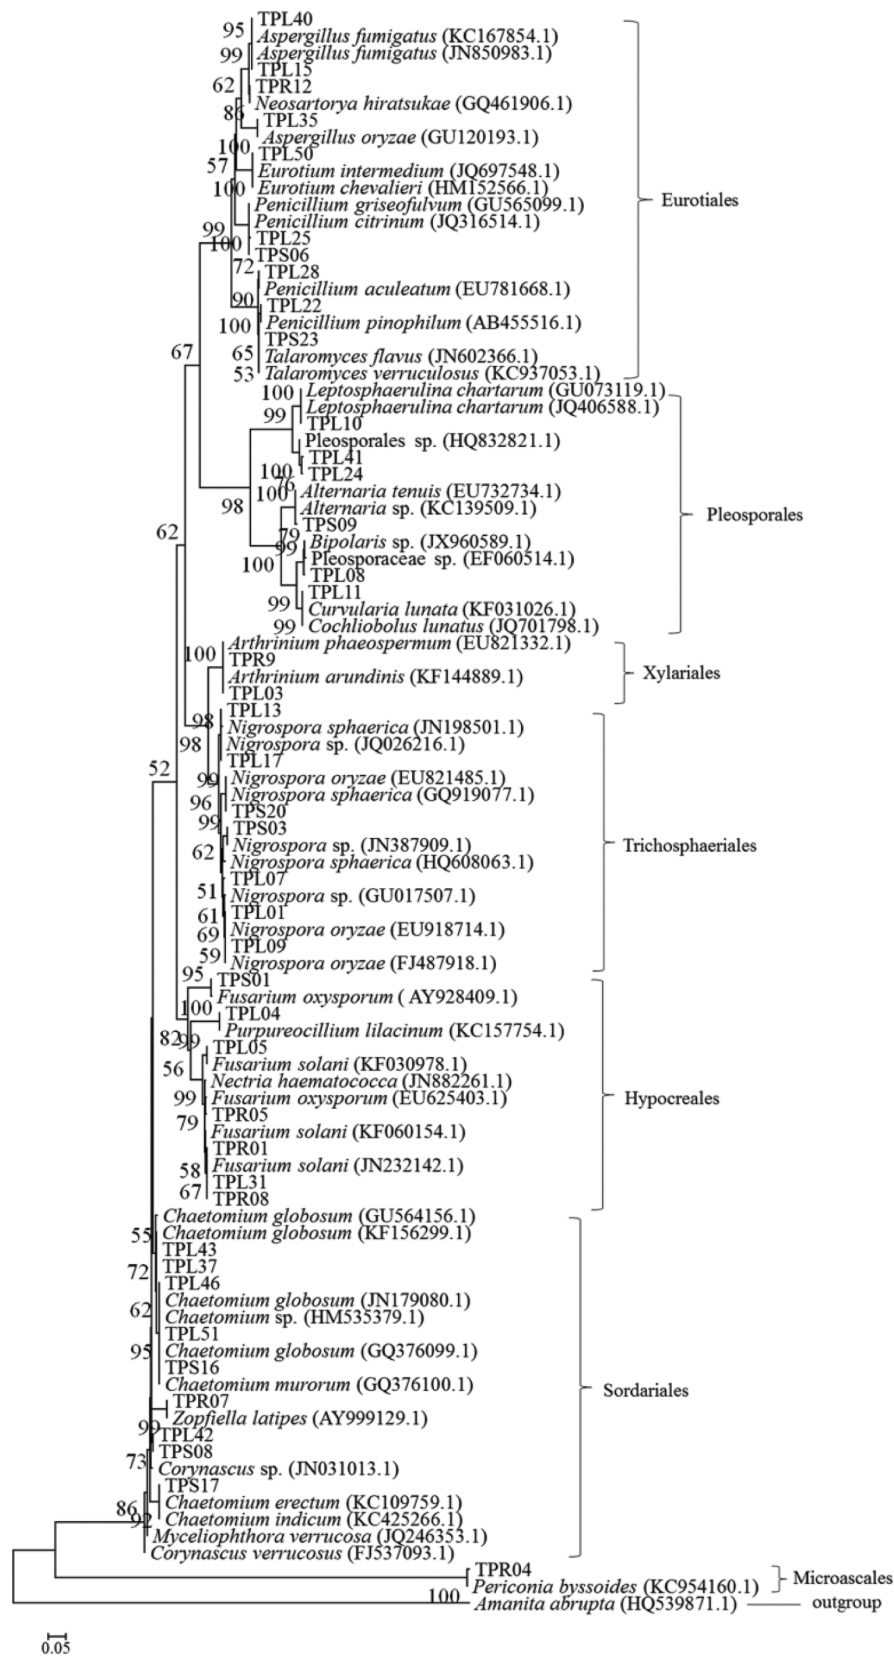 TPL40
95
Aspergillus fumigatus (KC167854.1)
99
Aspergillus fumigatus (JN850983.1)
TPL15
62
TPR12
Neosartorya hiratsukae (GQ461906.1)
86
TPL35
Aspergillus oryzae (GU120193.1)
100
TPL50
57
Eurotium intermedium (JQ697548.1)
100
Eurotium chevalieri (HM152566.1)
Eurotiales
Penicillium griseofulvum (GU565099.1)
Penicillium citrinum (JQ316514.1)
99
TPL25
100
TPS06
72
TPL28
Penicillium aculeatum (EU781668.1)
90
TPL22
100
Penicillium pinophilum (AB455516.1)
TPS23
67
65
Talaromyces flavus (JN602366.1)
53
Talaromyces verruculosus (KC937053.1)
100
Leptosphaerulina chartarum (GU073119.1)
Leptosphaerulina chartarum (JQ406588.1)
99
TPL10
Pleosporales sp. (HQ832821.1)
TPL41
100
TPL24
76
100
Alternaria tenuis (EU732734.1)
98
Alternaria sp. (KC139509.1)
Pleosporales
TPS09
62
79
Bipolaris sp. (JX960589.1)
99
Pleosporaceae sp. (EF060514.1)
100
TPL08
TPL11
99
Curvularia lunata (KF031026.1)
99
Cochliobolus lunatus (JQ701798.1)
Arthrinium phaeospermum (EU821332.1)
100
TPR9
Arthrinium arundinis (KF144889.1)
Xylariales
TPL03
TPL13
98
Nigrospora sphaerica (JN198501.1)
98
Nigrospora sp. (JQ026216.1)
TPL17
52
99
Nigrospora oryzae (EU821485.1)
96
Nigrospora sphaerica (GQ919077.1)
TPS20
99
TPS03
62
Nigrospora sp. (JN387909.1)
Trichosphaeriales
Nigrospora sphaerica (HQ608063.1)
TPL07
51
Nigrospora sp. (GU017507.1)
61
TPL01
69
Nigrospora oryzae (EU918714.1)
TPL09
59
Nigrospora oryzae (FJ487918.1)
95
TPS01
Fusarium oxysporum ( AY928409.1)
100
TPL04
Purpureocillium lilacinum (KC157754.1)
82
99
TPL05
56
Fusarium solani (KF030978.1)
Nectria haematococca (JN882261.1)
99
Fusarium oxysporum (EU625403.1)
Hypocreales
79
TPR05
Fusarium solani (KF060154.1)
TPR01
58
Fusarium solani (JN232142.1)
TPL31
67
TPR08
Chaetomium globosum (GU564156.1)
55
Chaetomium globosum (KF156299.1)
TPL43
72
TPL37
TPL46
62
Chaetomium globosum (JN179080.1)
Chaetomium sp. (HM535379.1)
TPL51
95
Chaetomium globosum (GQ376099.1)
TPS16
Chaetomium murorum (GQ376100.1)
Sordariales
TPR07
Zopfiella latipes (AY999129.1)
99
TPL42
TPS08
73
Corynascus sp. (JN031013.1)
TPS17
86
Chaetomium erectum (KC109759.1)
92
Chaetomium indicum (KC425266.1)
Myceliophthora verrucosa (JQ246353.1)
Corynascus verrucosus (FJ537093.1)
TPR04
Microascales
Periconia byssoides (KC954160.1)
100
Amanita abrupta (HQ539871.1)
outgroup
0.05